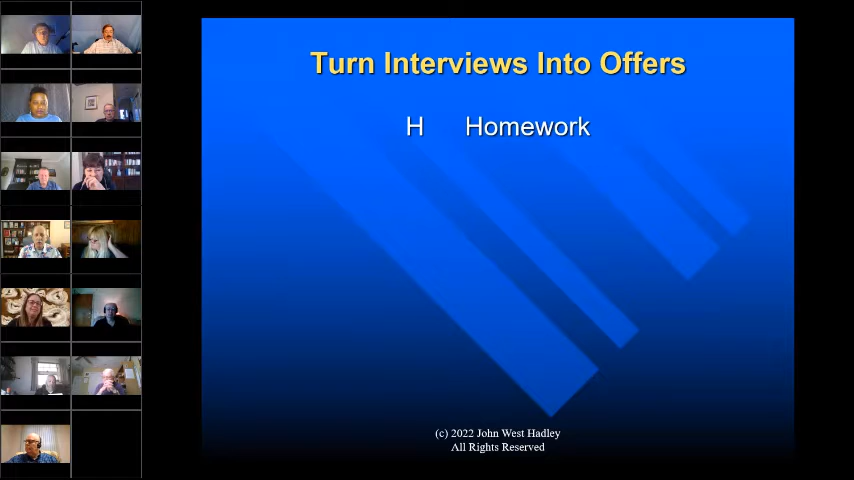 Turn Interviews Into Offers
H Homework
(c) 2022 John West Hadley
All Rights Reserved